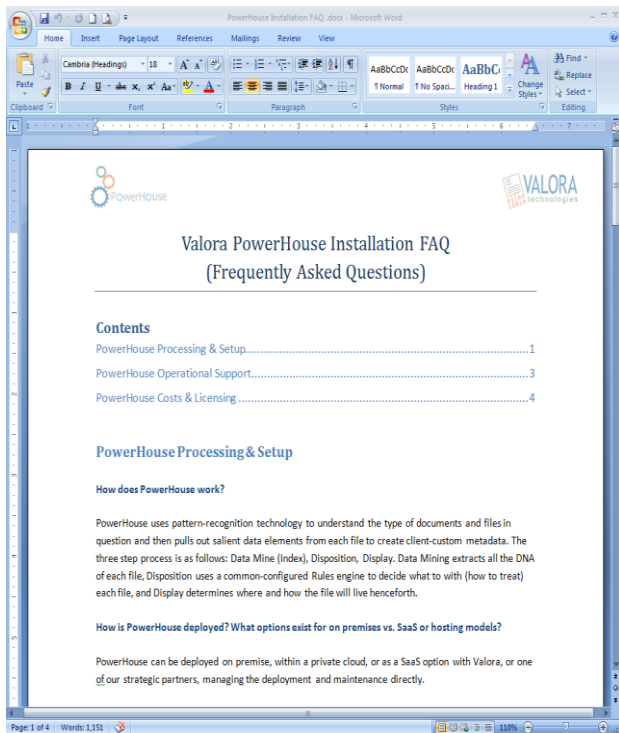 PowerHouse Installation FAQ .docx - Microsoft Word
Home Insert Page Layout References Mailings Review View
Paste
Cambria (Headings) 18
AaBbCcDc AaBbCcDc AaBbC
¶ Normal ¶ No Spaci... Heading 1
Change Styles
Find
Replace
Select
Clipboard Font Paragraph Styles Editing
1 2 3 4 5 6 7
PowerHouse
VALORA
technologies
Valora PowerHouse Installation FAQ
(Frequently Asked Questions)
Contents
PowerHouse Processing & Setup....1
PowerHouse Operational Support....3
PowerHouse Costs & Licensing ....4
PowerHouse Processing & Setup
How does PowerHouse work?
PowerHouse uses pattern-recognition technology to understand the type of documents and files in
question and then pulls out salient data elements from each file to create client-custom metadata. The
three step process is as follows: Data Mine (Index), Disposition, Display. Data Mining extracts all the DNA
of each file, Disposition uses a common-configured Rules engine to decide what to with (how to treat)
each file, and Display determines where and how the file will live henceforth.
How is PowerHouse deployed? What options exist for on premises vs. SaaS or hosting models?
PowerHouse can be deployed on premise, within a private cloud, or as a SaaS option with Valora, or one
of our strategic partners, managing the deployment and maintenance directly.
Page: 1 of 4 Words: 1,151 110%